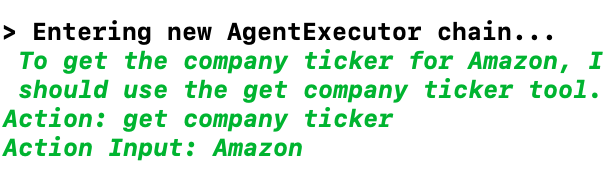 > Entering new AgentExecutor chain...
To get the company ticker for Amazon, I
should use the get company ticker tool.
Action: get company ticker
Action Input: Amazon